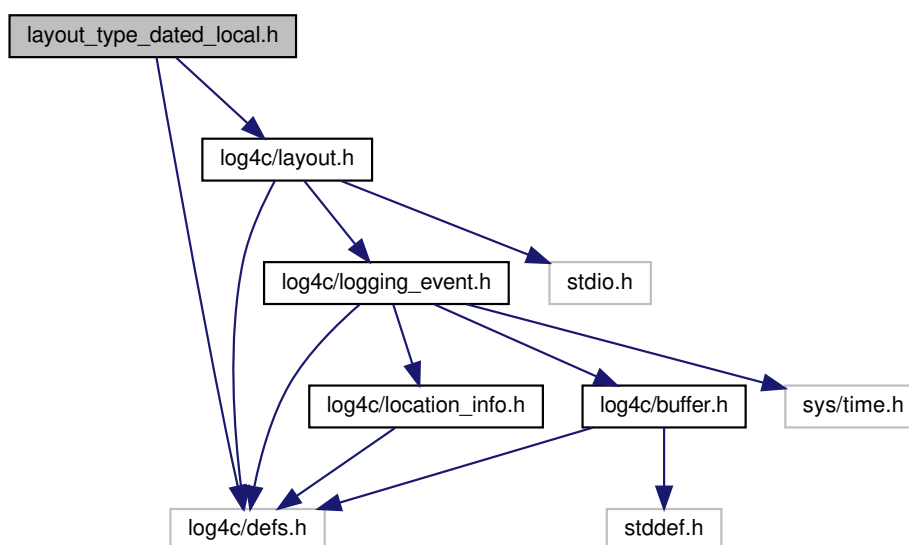 layout_type_dated_local.h
log4c/layout.h
log4c/logging_event.h
stdio.h
log4c/location_info.h
log4c/buffer.h
sys/time.h
log4c/defs.h
stddef.h